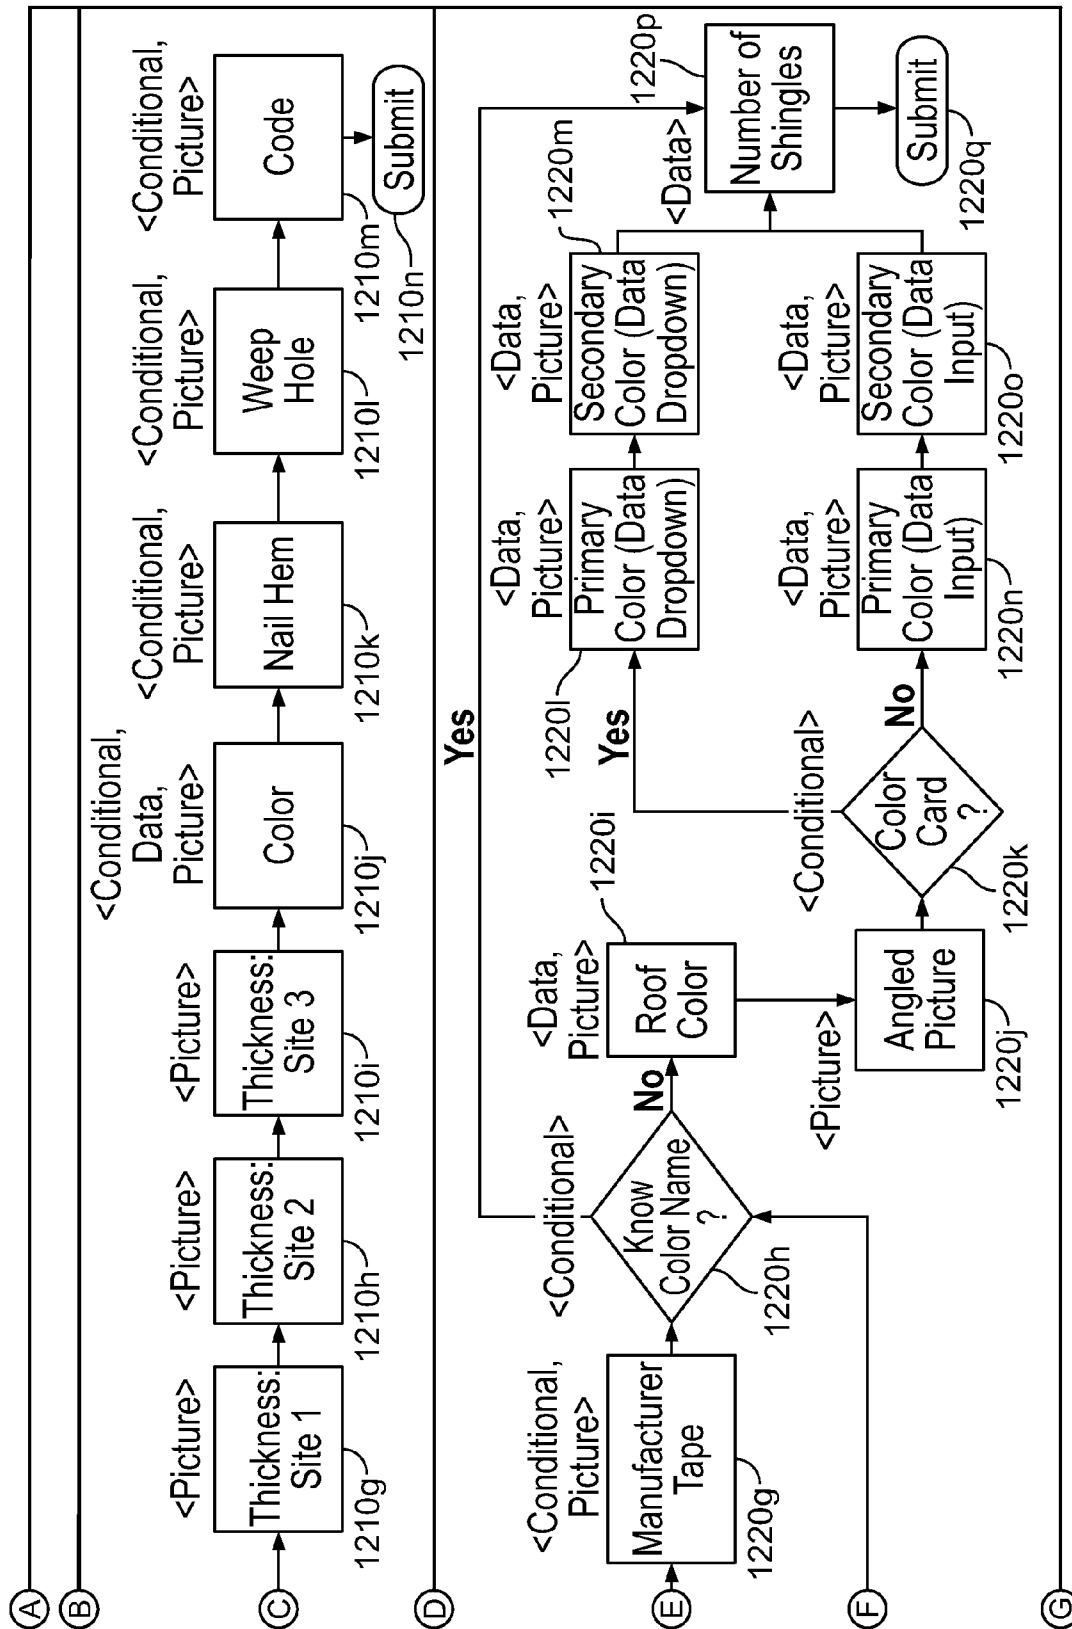 A
B
C
<Picture>
Thickness:
Site 1
1210g
<Picture>
Thickness:
Site 2
1210h
<Picture>
Thickness:
Site 3
1210i
<Conditional,
Data,
Picture>
Color
1210j
<Conditional,
Picture>
Nail Hem
1210k
<Conditional,
Picture>
Weep
Hole
1210l
<Conditional,
Picture>
Code
1210m
Submit
1210n
D
E
<Conditional,
Picture>
Manufacturer
Tape
1220g
F
<Conditional>
Know
Color Name
?
1220h
Yes
No
<Data,
Picture>
Roof
Color
1220i
<Picture>
Angled
Picture
1220j
<Conditional>
Color
Card
?
1220k
Yes
No
<Data,
Picture>
Primary
Color (Data
Dropdown)
1220l
<Data,
Picture>
Secondary
Color (Data
Dropdown)
1220m
<Data,
Picture>
Primary
Color (Data
Input)
1220n
<Data,
Picture>
Secondary
Color (Data
Input)
1220o
<Data>
Number of
Shingles
1220p
Submit
1220q
G